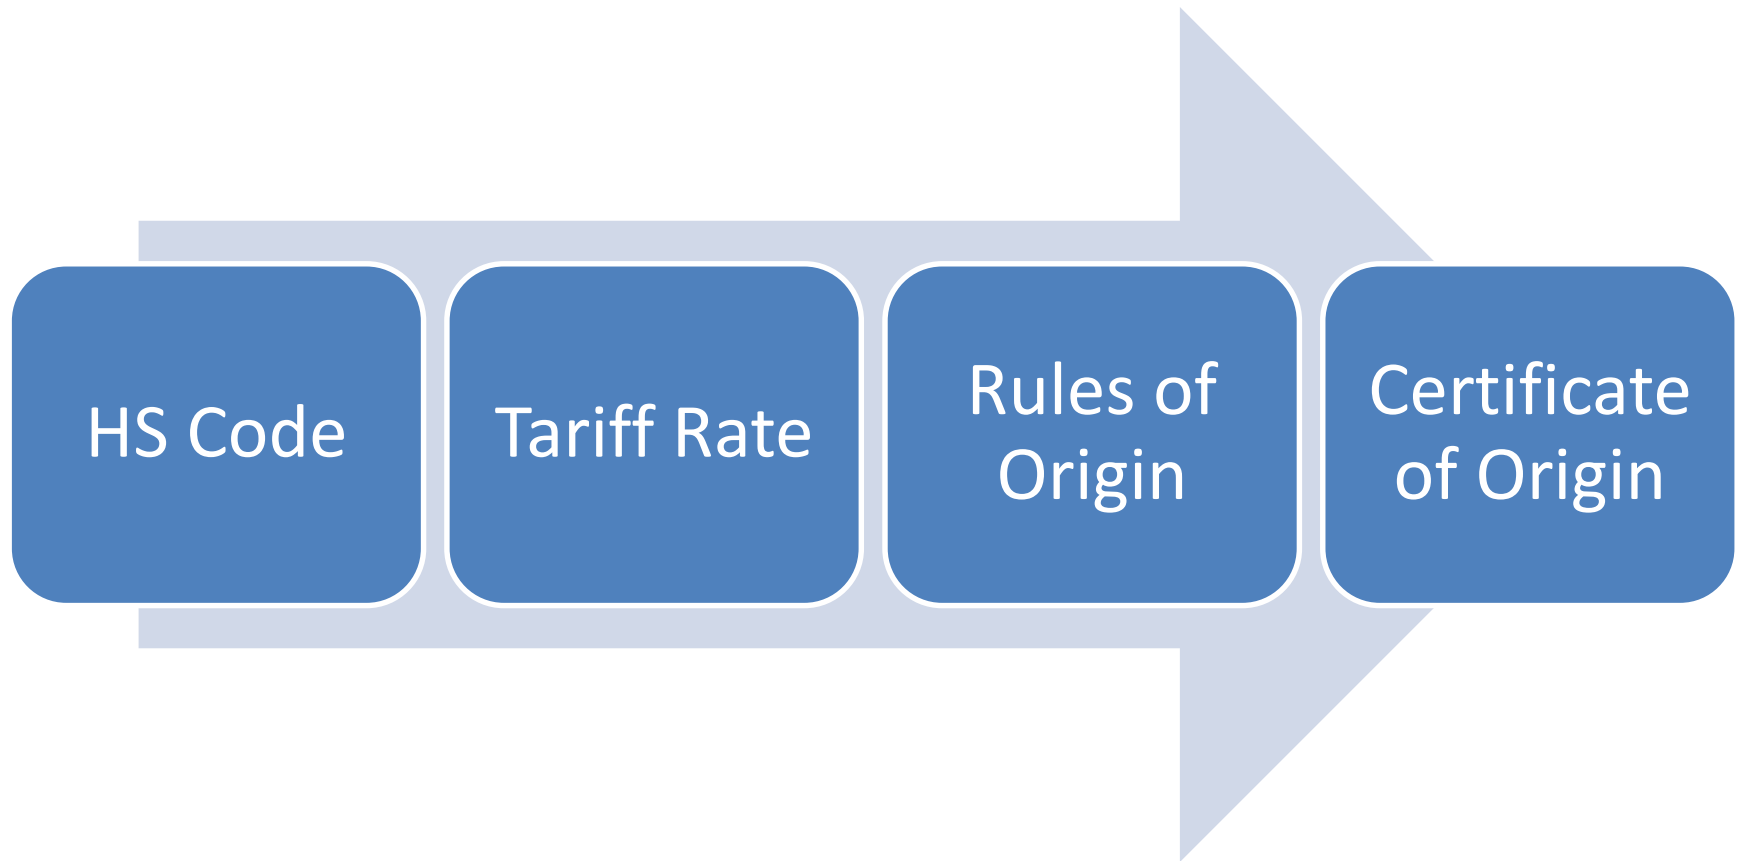 HS Code
Tariff Rate
Rules of
Origin
Certificate
of Origin